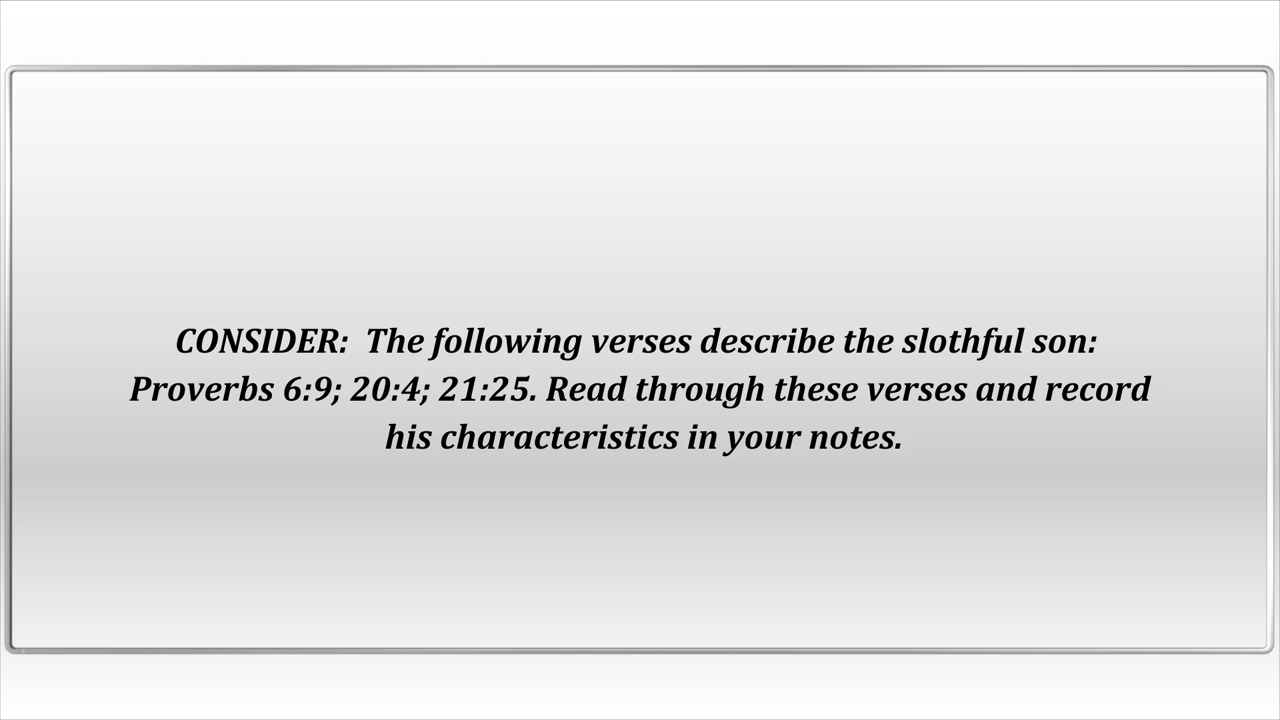 CONSIDER:  The following verses describe the slothful son:
Proverbs 6:9; 20:4; 21:25. Read through these verses and record
his characteristics in your notes.